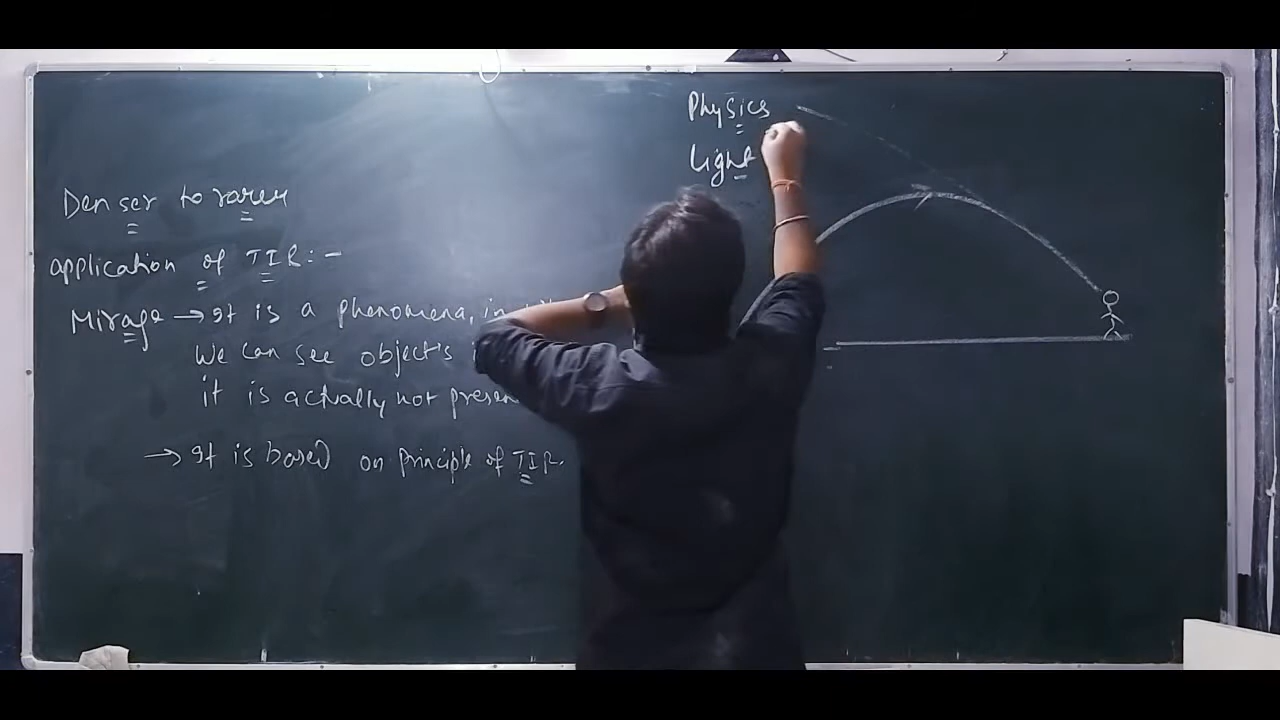 Physics
Light
Denser to rarer
application of TIR:-
Mirage → It is a phenomena, in
We can see object's
it is actually not present
→ It is based on principle of TIR.